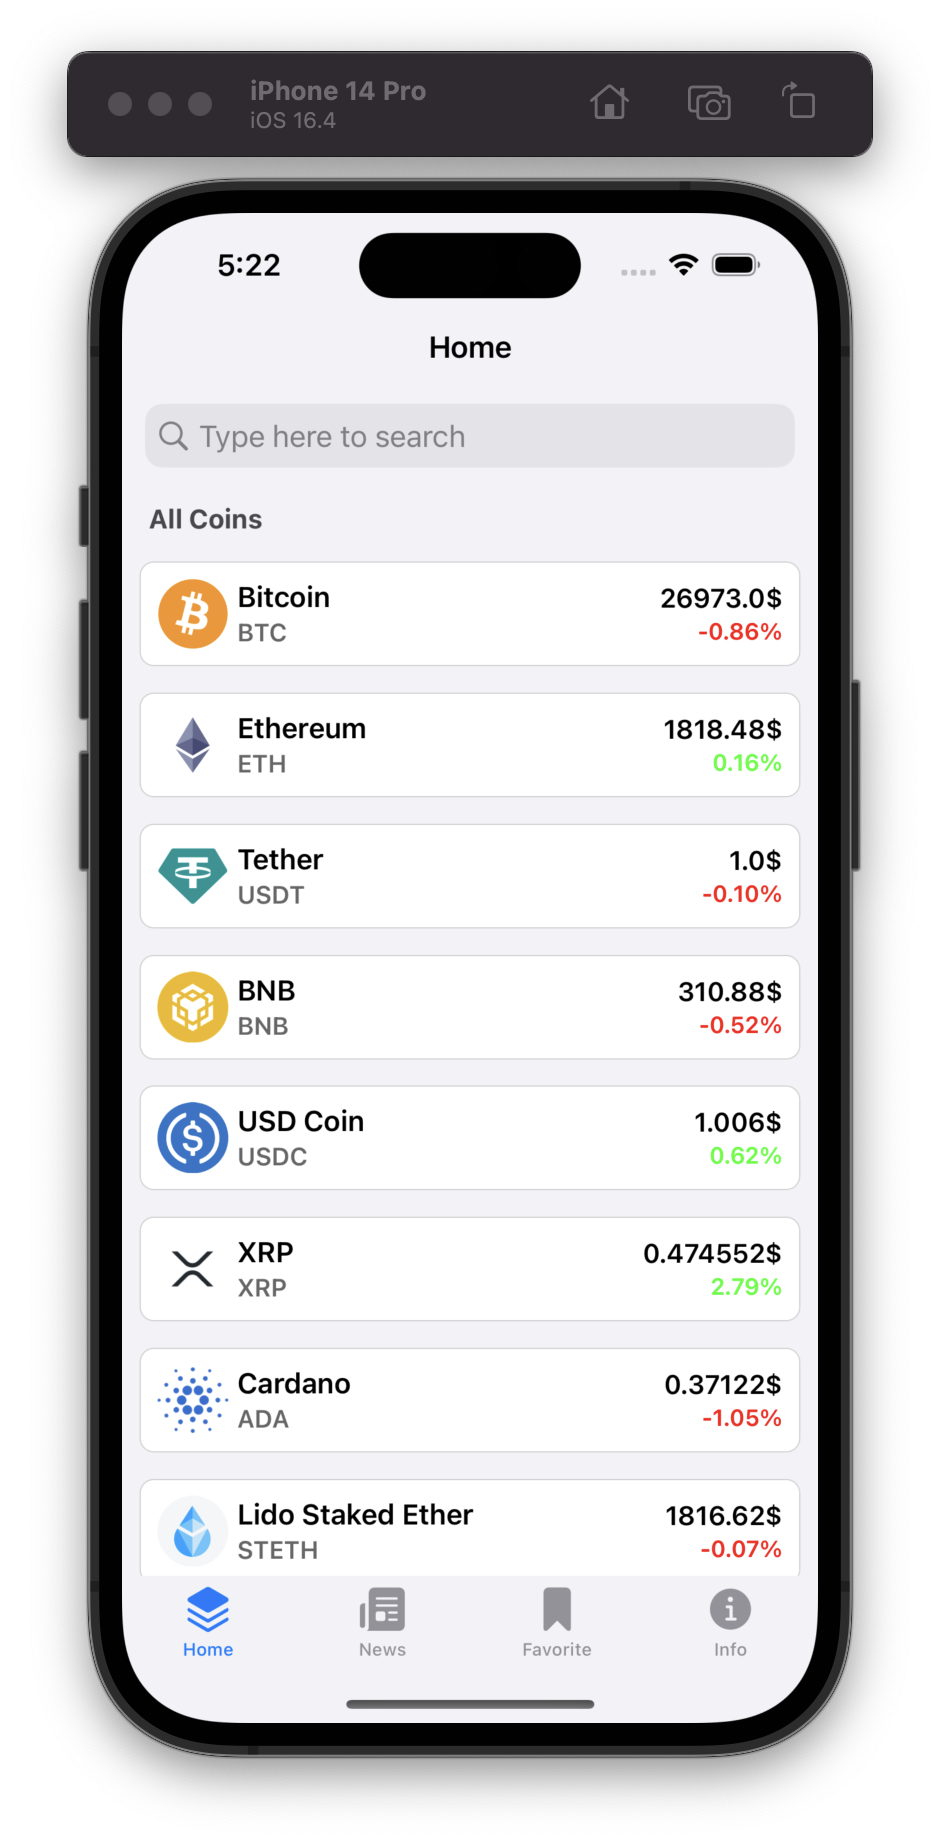 iPhone 14 Pro
iOS 16.4
5:22
Home
Type here to search
All Coins
Bitcoin 26973.0$
BTC -0.86%
Ethereum 1818.48$
ETH 0.16%
Tether 1.0$
USDT -0.10%
BNB 310.88$
BNB -0.52%
USD Coin 1.006$
USDC 0.62%
XRP 0.474552$
XRP 2.79%
Cardano 0.37122$
ADA -1.05%
Lido Staked Ether 1816.62$
STETH -0.07%
Home News Favorite Info